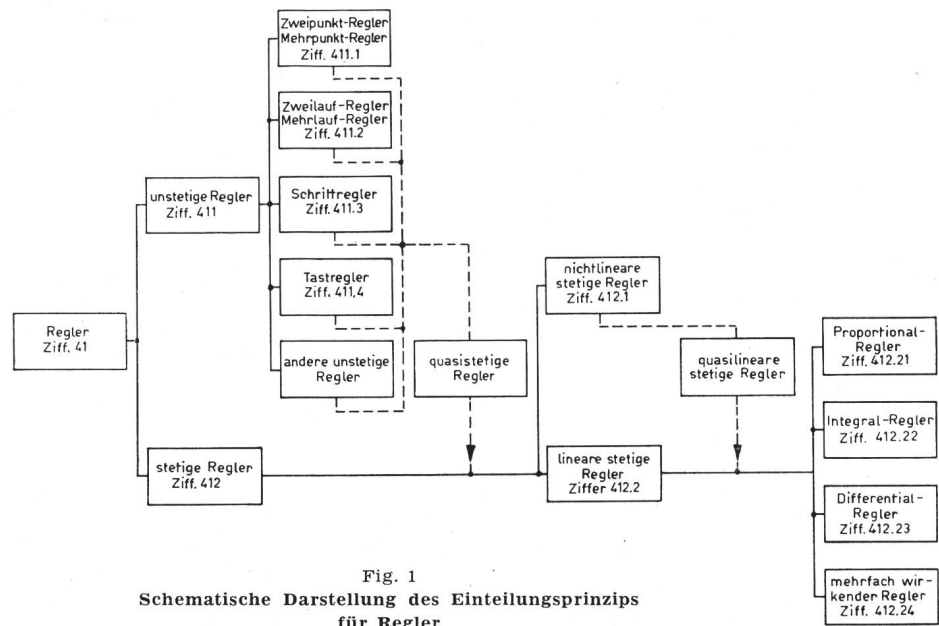 Zweipunkt-Regler
Mehrpunkt-Regler
Ziff. 411.1
Zweilauf-Regler
Mehrlauf-Regler
Ziff. 411.2
unstetige Regler
Ziff. 411
Schrittregler
Ziff. 411.3
Tastregler
Ziff. 411,4
andere unstetige
Regler
Regler
Ziff. 41
stetige Regler
Ziff. 412
quasistetige
Regler
nichtlineare
stetige Regler
Ziff. 412.1
lineare stetige
Regler
Ziffer 412.2
quasilineare
stetige Regler
Proportional-
Regler
Ziff. 412.21
Integral-Regler
Ziff. 412.22
Differential-
Regler
Ziff. 412.23
mehrfach wir-
kender Regler
Ziff. 412.24
Fig. 1
Schematische Darstellung des Einteilungsprinzips
für Regler